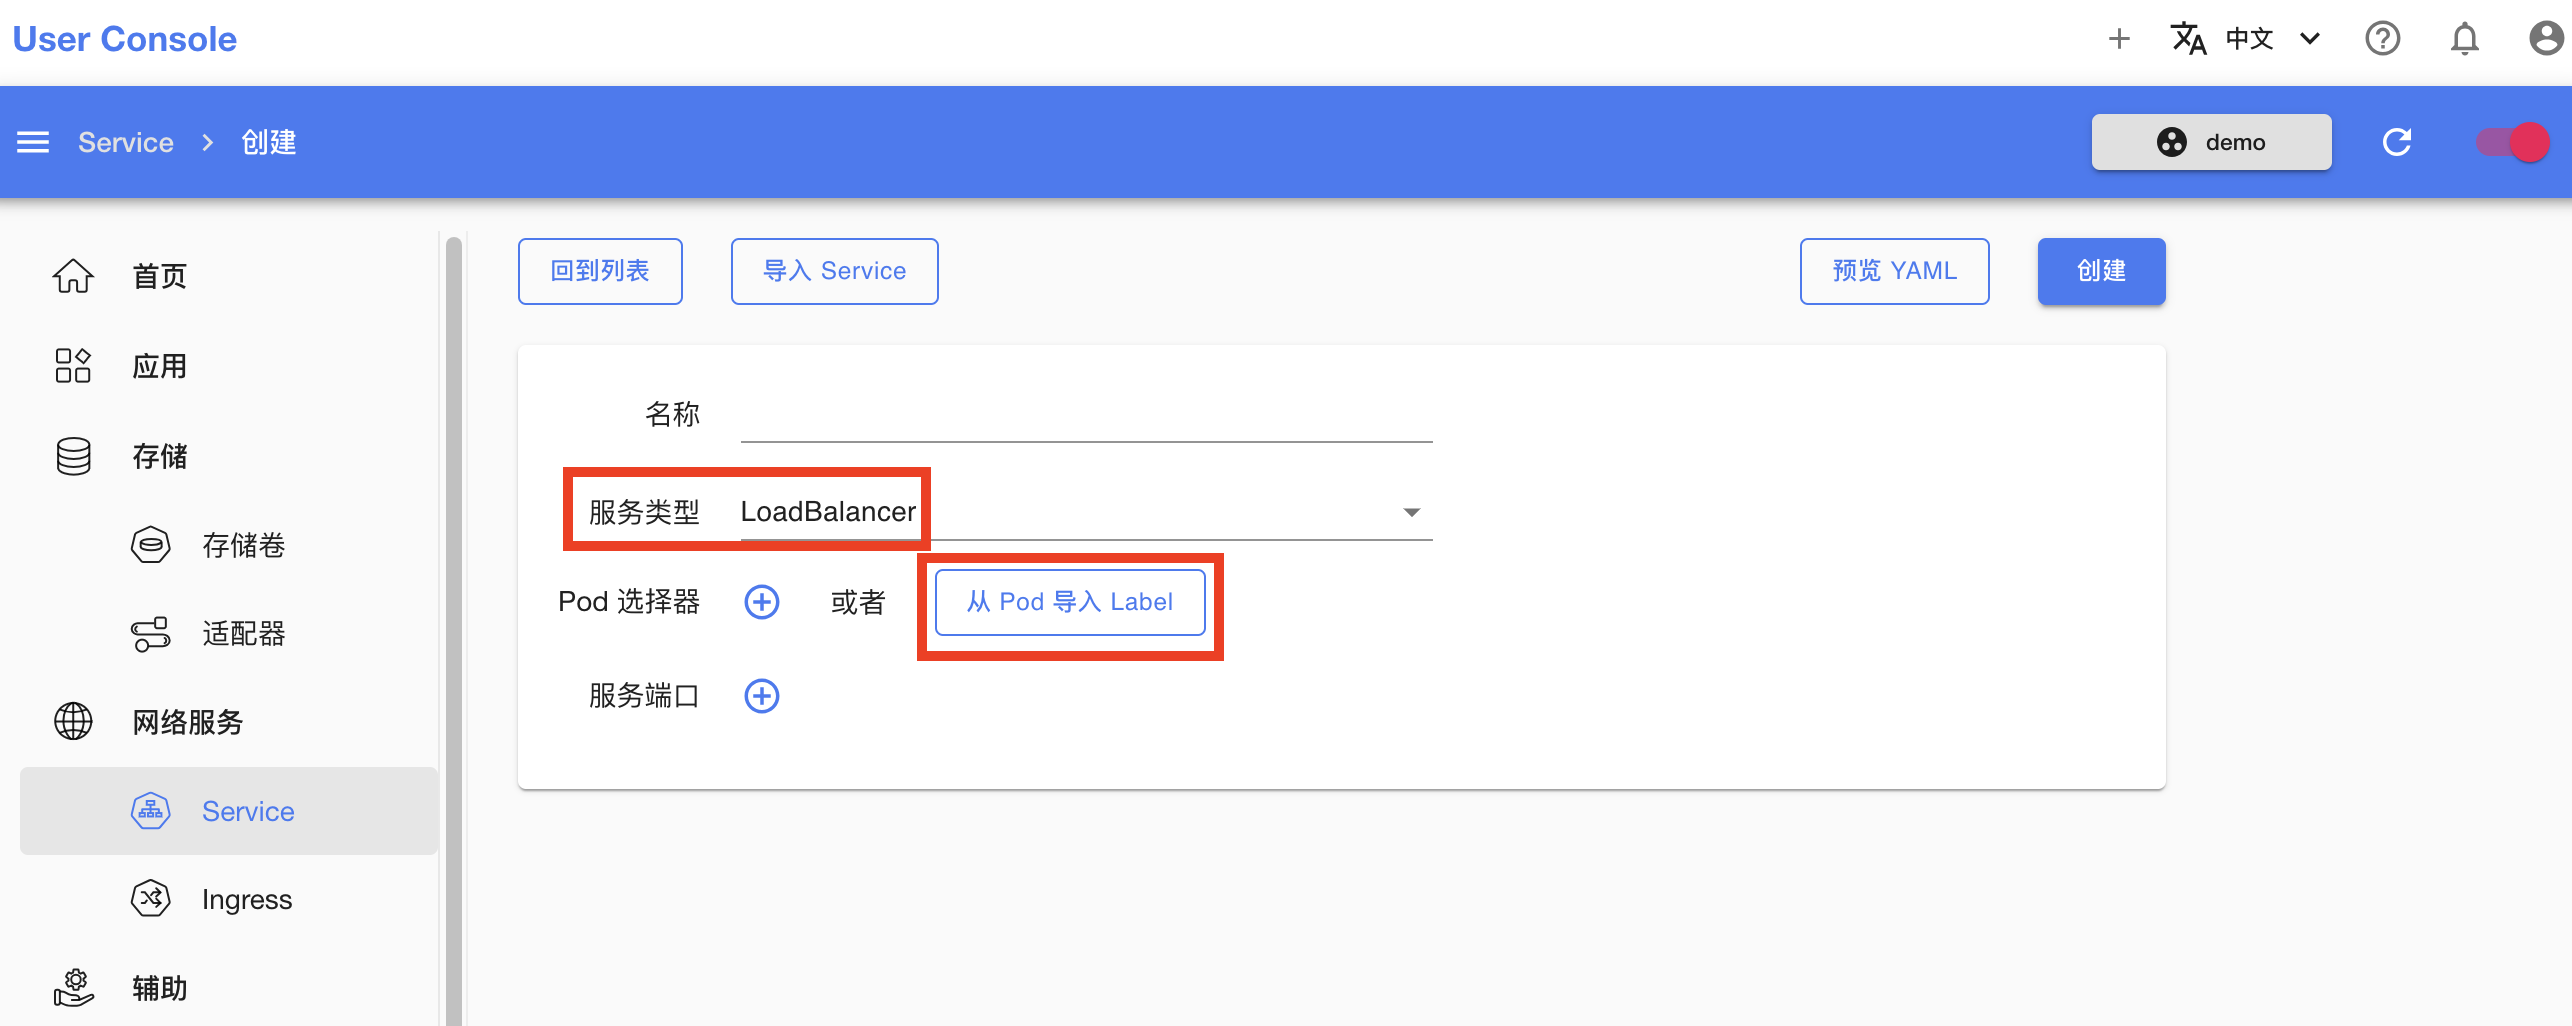 User Console
中文
Service
创建
demo
首页
应用
存储
存储卷
适配器
网络服务
Service
Ingress
辅助
回到列表
导入 Service
预览 YAML
创建
名称
服务类型 LoadBalancer
Pod 选择器 或者 从 Pod 导入 Label
服务端口